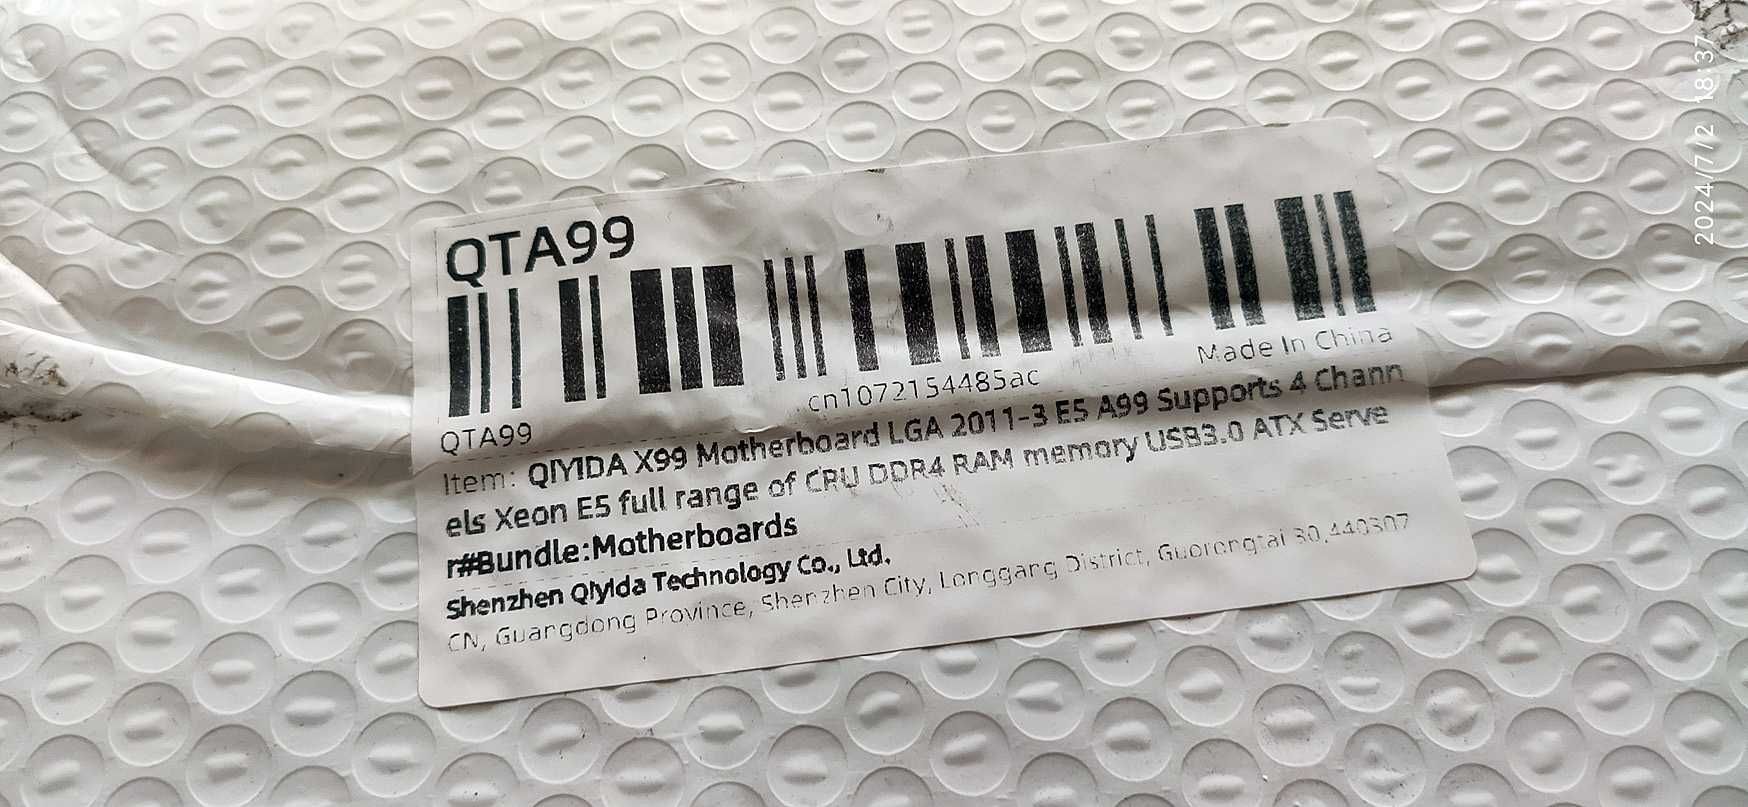 QTA99
cn1072154485ac
Made In China
QTA99
Item: QIYIDA X99 Motherboard LGA 2011-3 E5 A99 Supports 4 Chann
els Xeon E5 full range of CPU DDR4 RAM memory USB3.0 ATX Serve
r#Bundle:Motherboards
Shenzhen QIyIda Technology Co., Ltd.
CN, Guangdong Province, Shenzhen City, Longgang District, Guorongtai 30,440307
2024/7/2 18:37